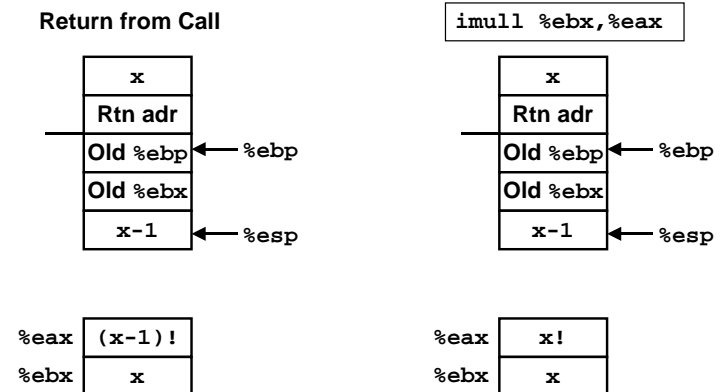 Return from Call
x
Rtn adr
Old %ebp
%ebp
Old %ebx
x-1
%esp
%eax
(x-1)!
%ebx
x
imull %ebx,%eax
x
Rtn adr
Old %ebp
%ebp
Old %ebx
x-1
%esp
%eax
x!
%ebx
x